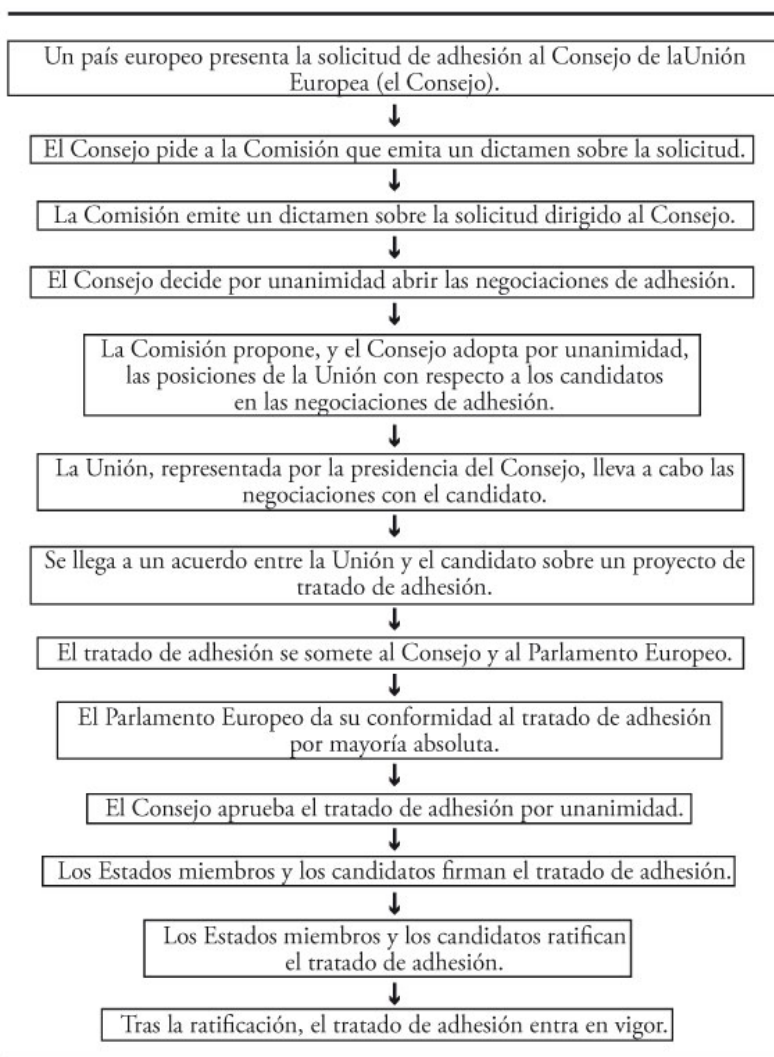 Un país europeo presenta la solicitud de adhesión al Consejo de laUnión
Europea (el Consejo).
El Consejo pide a la Comisión que emita un dictamen sobre la solicitud.
La Comisión emite un dictamen sobre la solicitud dirigido al Consejo.
El Consejo decide por unanimidad abrir las negociaciones de adhesión.
La Comisión propone, y el Consejo adopta por unanimidad,
las posiciones de la Unión con respecto a los candidatos
en las negociaciones de adhesión.
La Unión, representada por la presidencia del Consejo, lleva a cabo las
negociaciones con el candidato.
Se llega a un acuerdo entre la Unión y el candidato sobre un proyecto de
tratado de adhesión.
El tratado de adhesión se somete al Consejo y al Parlamento Europeo.
El Parlamento Europeo da su conformidad al tratado de adhesión
por mayoría absoluta.
El Consejo aprueba el tratado de adhesión por unanimidad.
Los Estados miembros y los candidatos firman el tratado de adhesión.
Los Estados miembros y los candidatos ratifican
el tratado de adhesión.
Tras la ratificación, el tratado de adhesión entra en vigor.